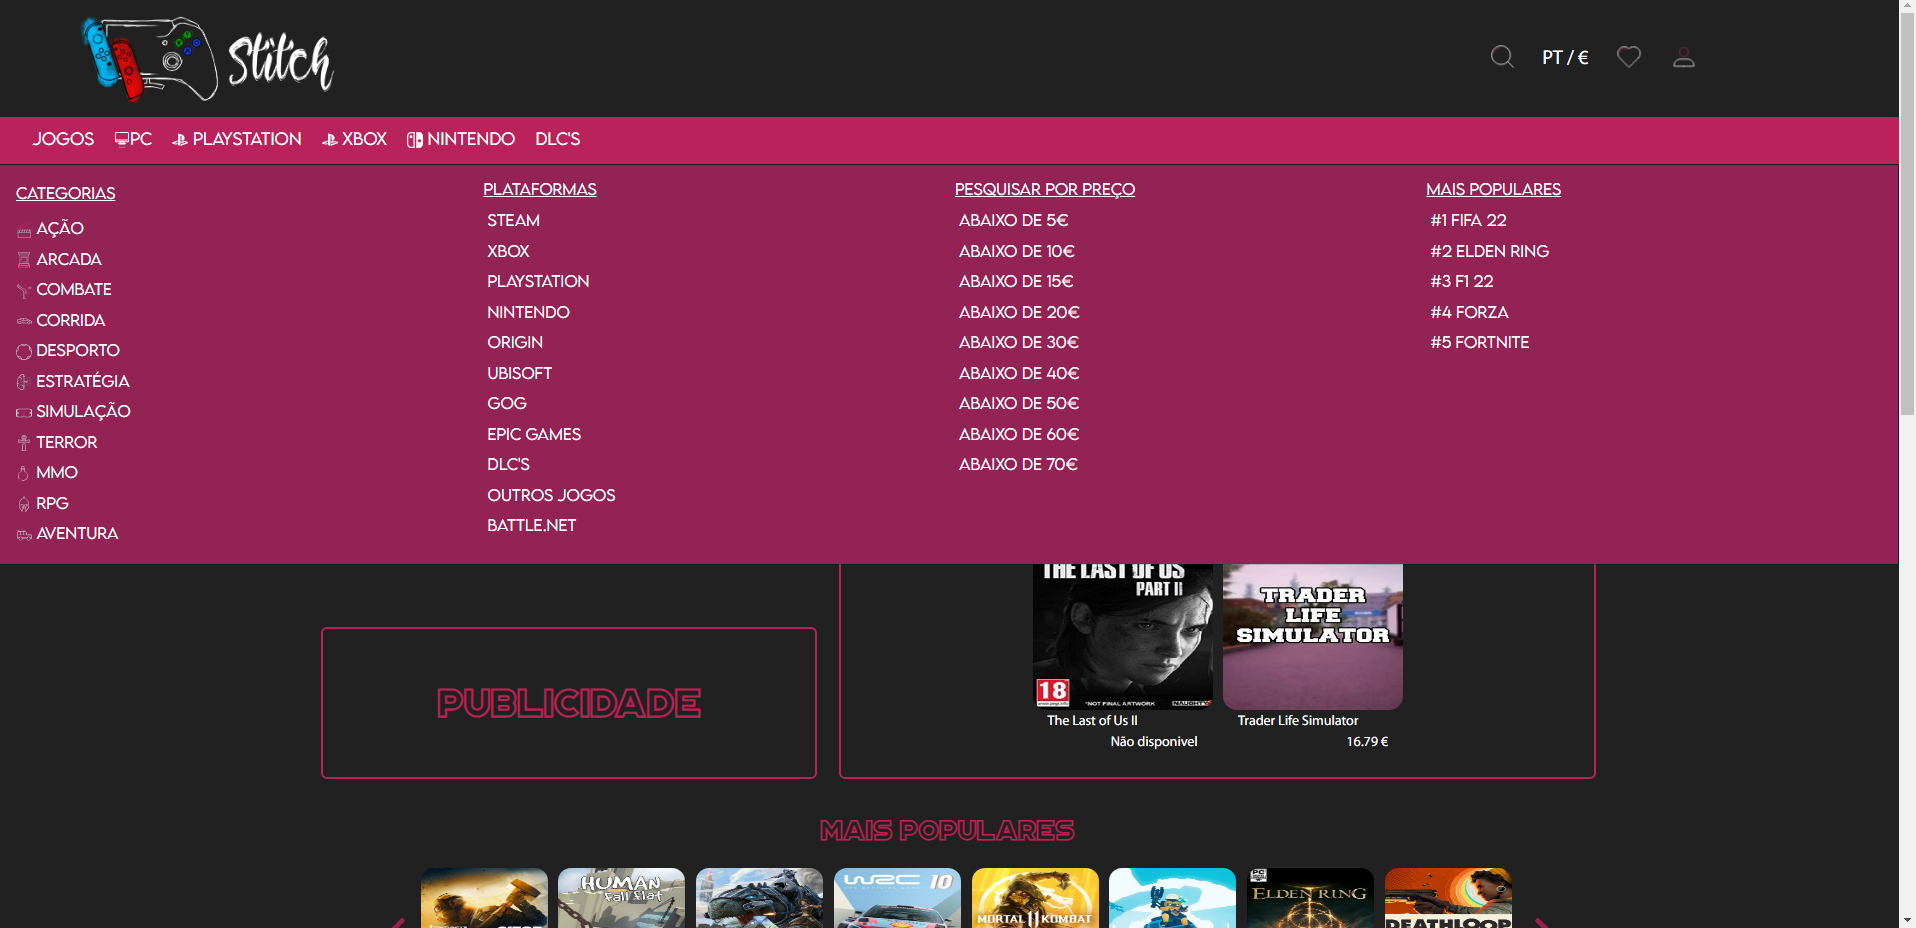 Stitch
PT / €
JOGOS PC PLAYSTATION XBOX NINTENDO DLC'S
CATEGORIAS
AÇÃO
ARCADA
COMBATE
CORRIDA
DESPORTO
ESTRATÉGIA
SIMULAÇÃO
TERROR
MMO
RPG
AVENTURA
PLATAFORMAS
STEAM
XBOX
PLAYSTATION
NINTENDO
ORIGIN
UBISOFT
GOG
EPIC GAMES
DLC'S
OUTROS JOGOS
BATTLE.NET
PESQUISAR POR PREÇO
ABAIXO DE 5€
ABAIXO DE 10€
ABAIXO DE 15€
ABAIXO DE 20€
ABAIXO DE 30€
ABAIXO DE 40€
ABAIXO DE 50€
ABAIXO DE 60€
ABAIXO DE 70€
MAIS POPULARES
#1 FIFA 22
#2 ELDEN RING
#3 F1 22
#4 FORZA
#5 FORTNITE
PUBLICIDADE
THE LAST OF US
PART II
18
*NOT FINAL ARTWORK
NAUGHTY
The Last of Us II
Não disponivel
TRADER
LIFE
SIMULATOR
Trader Life Simulator
16.79 €
MAIS POPULARES
HUMAN
fall flat
WRC 10
MORTAL KOMBAT 11
PC
ELDEN RING
DEATHLOOP